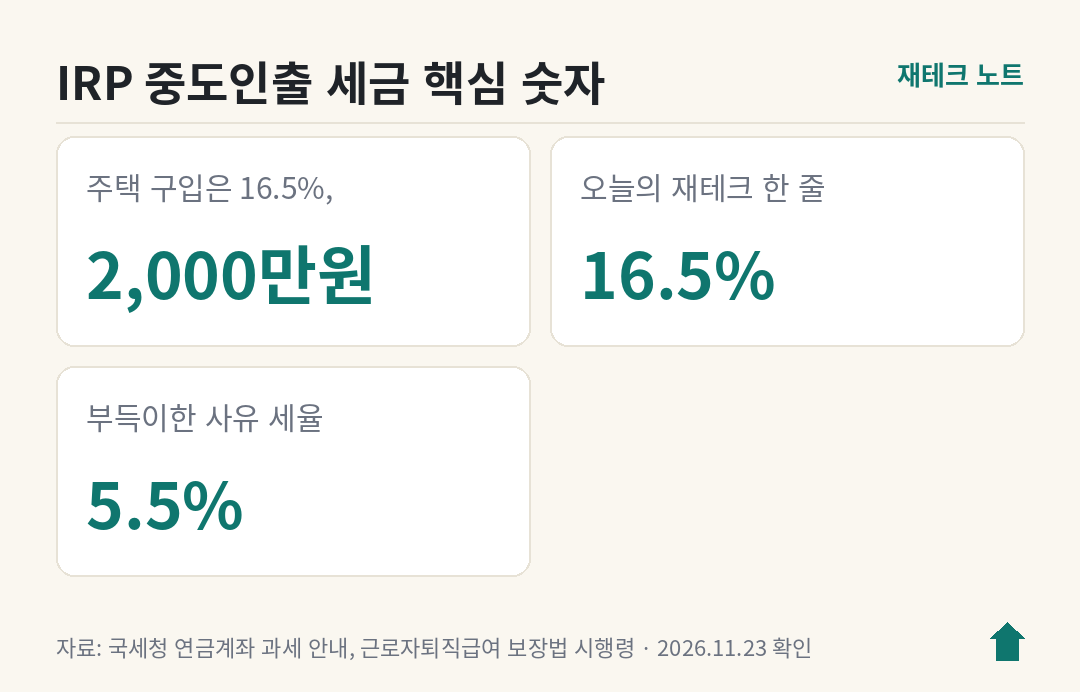 IRP 중도인출 세금 핵심 숫자
재테크 노트
주택 구입은 16.5%,
2,000만원
오늘의 재테크 한 줄
16.5%
부득이한 사유 세율
5.5%
자료: 국세청 연금계좌 과세 안내, 근로자퇴직급여 보장법 시행령 · 2026.11.23 확인